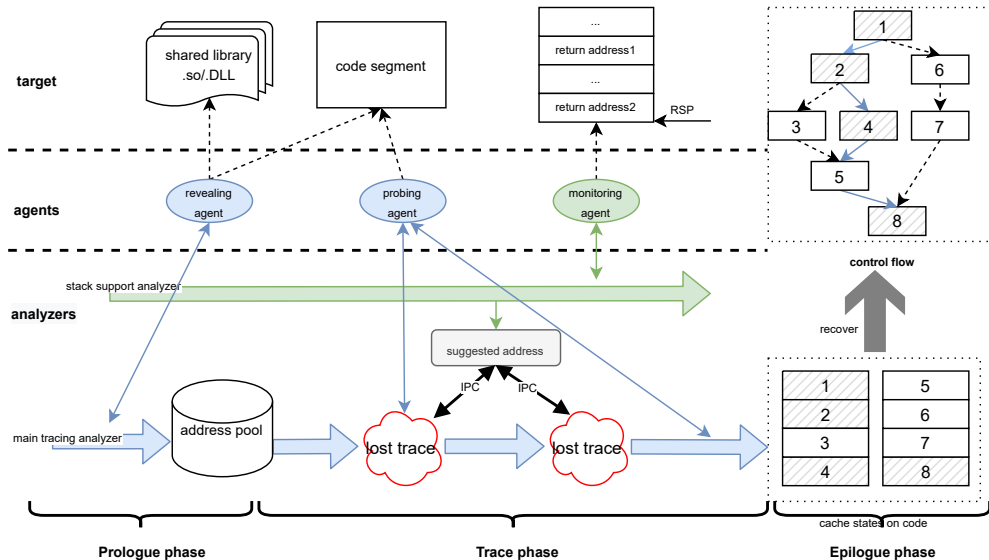 target
shared library
.so/.DLL
code segment
...
return address1
...
return address2
RSP
1
2
6
3
4
7
5
8
control flow
agents
revealing
agent
probing
agent
monitoring
agent
analyzers
stack support analyzer
suggested address
IPC
IPC
recover
main tracing analyzer
address pool
lost trace
lost trace
1
2
3
4
5
6
7
8
cache states on code
Prologue phase
Trace phase
Epilogue phase